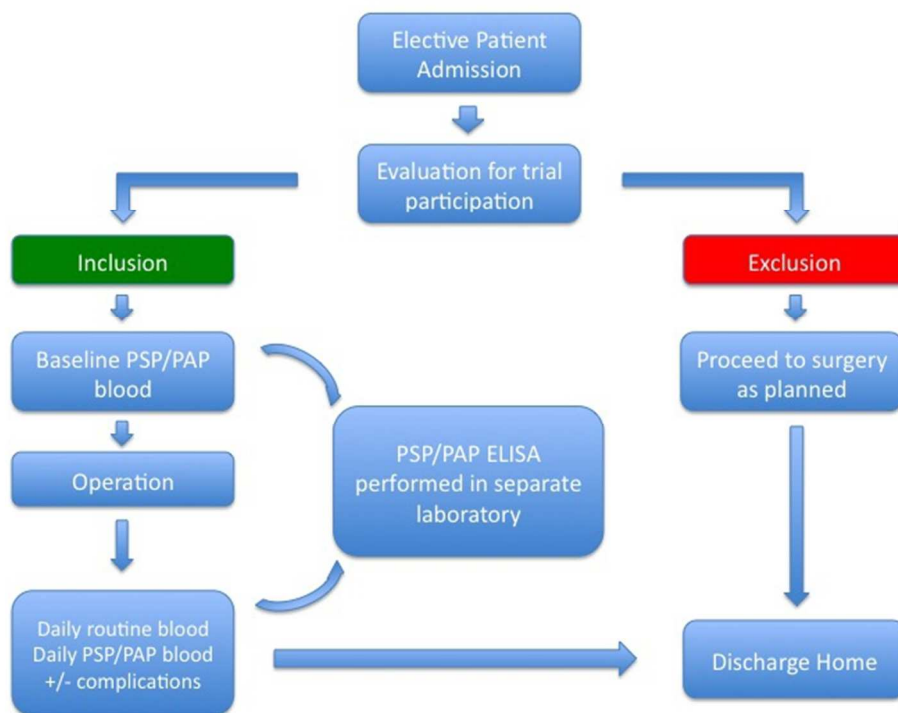 Elective Patient
Admission
Evaluation for trial
participation
Inclusion
Exclusion
Baseline PSP/PAP
blood
Proceed to surgery
as planned
PSP/PAP ELISA
performed in separate
laboratory
Operation
Daily routine blood
Daily PSP/PAP blood
+/- complications
Discharge Home